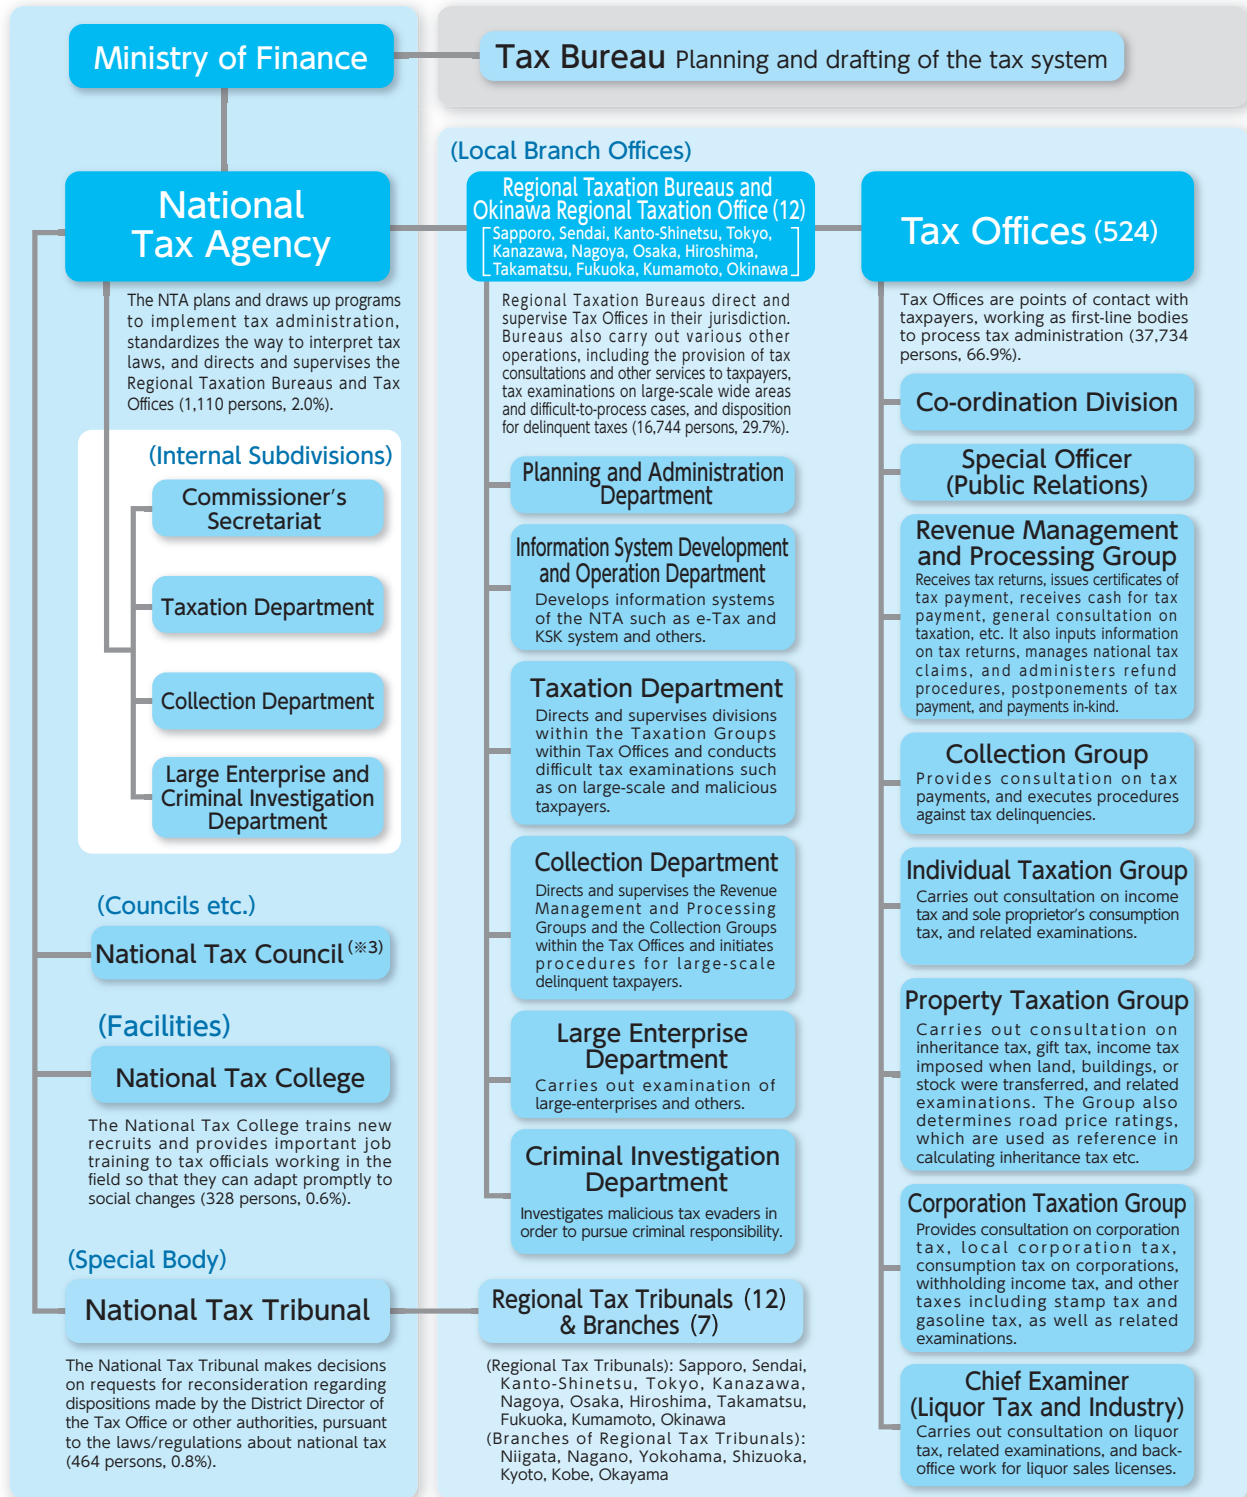 Ministry of Finance
Tax Bureau Planning and drafting of the tax system
National
Tax Agency
The NTA plans and draws up programs
to implement tax administration,
standardizes the way to interpret tax
laws, and directs and supervises the
Regional Taxation Bureaus and Tax
Offices (1,110 persons, 2.0%).
(Internal Subdivisions)
Commissioner's
Secretariat
Taxation Department
Collection Department
Large Enterprise and
Criminal Investigation
Department
(Councils etc.)
National Tax Council (※3)
(Facilities)
National Tax College
The National Tax College trains new
recruits and provides important job
training to tax officials working in the
field so that they can adapt promptly to
social changes (328 persons, 0.6%).
(Special Body)
National Tax Tribunal
The National Tax Tribunal makes decisions
on requests for reconsideration regarding
dispositions made by the District Director of
the Tax Office or other authorities, pursuant
to the laws/regulations about national tax
(464 persons, 0.8%).
(Local Branch Offices)
Regional Taxation Bureaus and
Okinawa Regional Taxation Office (12)
[Sapporo, Sendai, Kanto-Shinetsu, Tokyo,
Kanazawa, Nagoya, Osaka, Hiroshima,
Takamatsu, Fukuoka, Kumamoto, Okinawa]
Regional Taxation Bureaus direct and
supervise Tax Offices in their jurisdiction.
Bureaus also carry out various other
operations, including the provision of tax
consultations and other services to taxpayers,
tax examinations on large-scale wide areas
and difficult-to-process cases, and disposition
for delinquent taxes (16,744 persons, 29.7%).
Planning and Administration
Department
Information System Development
and Operation Department
Develops information systems
of the NTA such as e-Tax and
KSK system and others.
Taxation Department
Directs and supervises divisions
within the Taxation Groups
within Tax Offices and conducts
difficult tax examinations such
as on large-scale and malicious
taxpayers.
Collection Department
Directs and supervises the Revenue
Management and Processing
Groups and the Collection Groups
within the Tax Offices and initiates
procedures for large-scale
delinquent taxpayers.
Large Enterprise
Department
Carries out examination of
large-enterprises and others.
Criminal Investigation
Department
Investigates malicious tax evaders in
order to pursue criminal responsibility.
Regional Tax Tribunals (12)
& Branches (7)
(Regional Tax Tribunals): Sapporo, Sendai,
Kanto-Shinetsu, Tokyo, Kanazawa,
Nagoya, Osaka, Hiroshima, Takamatsu,
Fukuoka, Kumamoto, Okinawa
(Branches of Regional Tax Tribunals):
Niigata, Nagano, Yokohama, Shizuoka,
Kyoto, Kobe, Okayama
Tax Offices (524)
Tax Offices are points of contact with
taxpayers, working as first-line bodies
to process tax administration (37,734
persons, 66.9%).
Co-ordination Division
Special Officer
(Public Relations)
Revenue Management
and Processing Group
Receives tax returns, issues certificates of
tax payment, receives cash for tax
payment, general consultation on
taxation, etc. It also inputs information
on tax returns, manages national tax
claims, and administers refund
procedures, postponements of tax
payment, and payments in-kind.
Collection Group
Provides consultation on tax
payments, and executes procedures
against tax delinquencies.
Individual Taxation Group
Carries out consultation on income
tax and sole proprietor's consumption
tax, and related examinations.
Property Taxation Group
Carries out consultation on
inheritance tax, gift tax, income tax
imposed when land, buildings, or
stock were transferred, and related
examinations. The Group also
determines road price ratings,
which are used as reference in
calculating inheritance tax etc.
Corporation Taxation Group
Provides consultation on corporation
tax, local corporation tax,
consumption tax on corporations,
withholding income tax, and other
taxes including stamp tax and
gasoline tax, as well as related
examinations.
Chief Examiner
(Liquor Tax and Industry)
Carries out consultation on liquor
tax, related examinations, and back-
office work for liquor sales licenses.